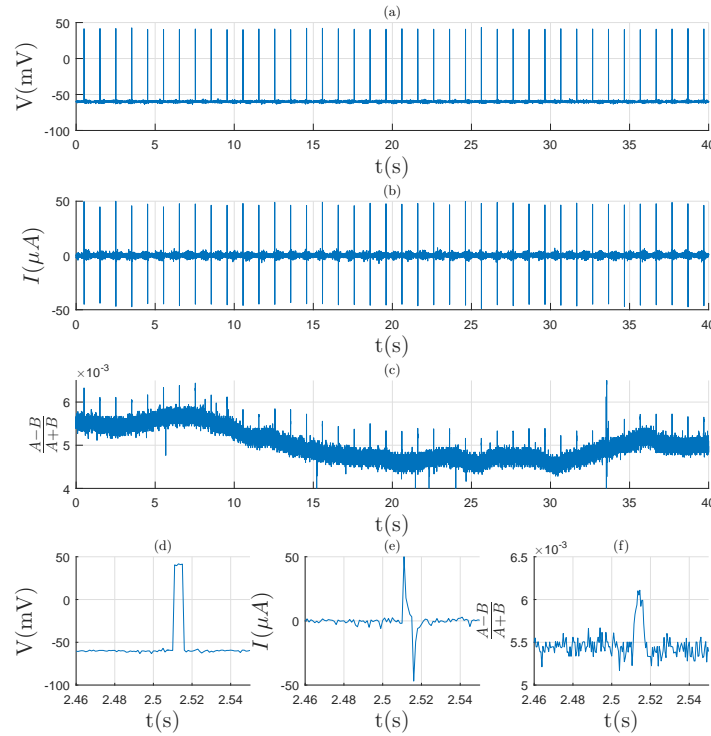 (a)
V(mV)
50
0
-50
-100
0 5 10 15 20 25 30 35 40
t(s)
(b)
I(μA)
50
0
-50
0 5 10 15 20 25 30 35 40
t(s)
(c)
×10⁻³
A−B
A+B
6
5
4
0 5 10 15 20 25 30 35 40
t(s)
(d)
V(mV)
50
0
-50
-100
2.46 2.48 2.5 2.52 2.54
t(s)
(e)
I(μA)
50
0
-50
2.46 2.48 2.5 2.52 2.54
t(s)
(f)
×10⁻³
A−B
A+B
6.5
6
5.5
5
2.46 2.48 2.5 2.52 2.54
t(s)